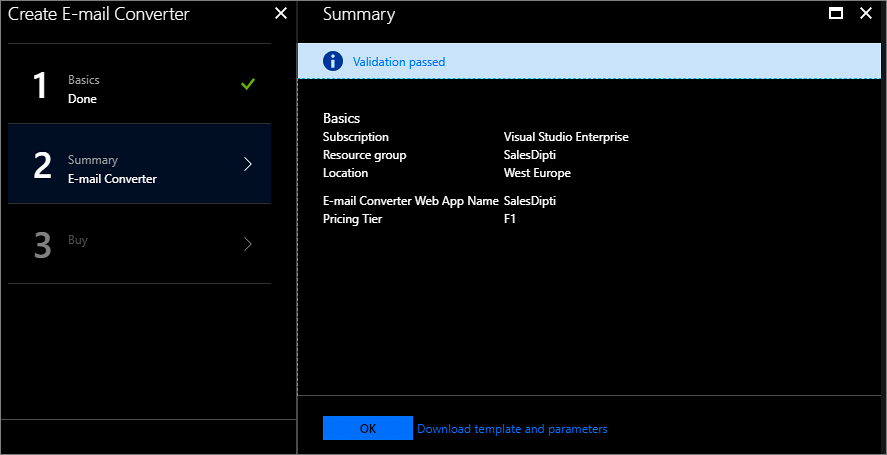 Create E-mail Converter
1
Basics
Done
2
Summary
E-mail Converter
3
Buy
Summary
Validation passed
Basics
Subscription Visual Studio Enterprise
Resource group SalesDipti
Location West Europe
E-mail Converter Web App Name SalesDipti
Pricing Tier F1
OK Download template and parameters